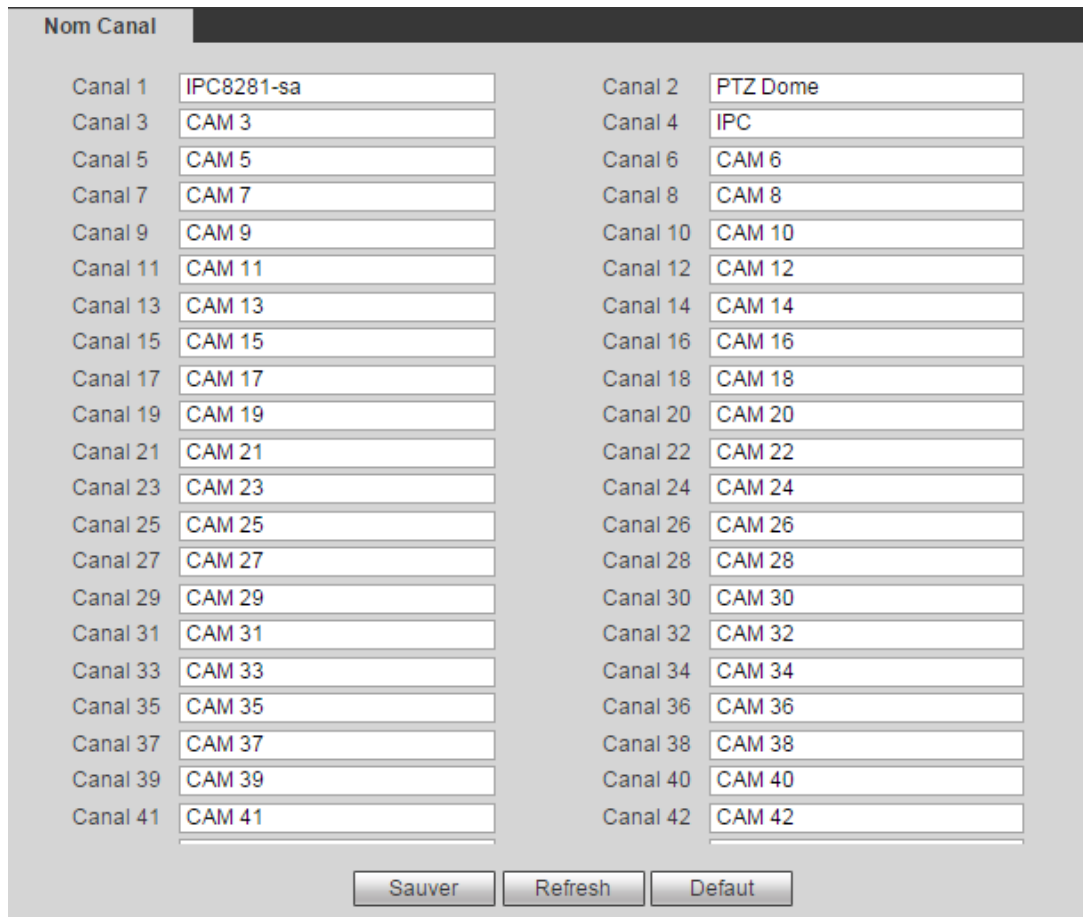 Nom Canal
Canal 1 IPC8281-sa Canal 2 PTZ Dome
Canal 3 CAM 3 Canal 4 IPC
Canal 5 CAM 5 Canal 6 CAM 6
Canal 7 CAM 7 Canal 8 CAM 8
Canal 9 CAM 9 Canal 10 CAM 10
Canal 11 CAM 11 Canal 12 CAM 12
Canal 13 CAM 13 Canal 14 CAM 14
Canal 15 CAM 15 Canal 16 CAM 16
Canal 17 CAM 17 Canal 18 CAM 18
Canal 19 CAM 19 Canal 20 CAM 20
Canal 21 CAM 21 Canal 22 CAM 22
Canal 23 CAM 23 Canal 24 CAM 24
Canal 25 CAM 25 Canal 26 CAM 26
Canal 27 CAM 27 Canal 28 CAM 28
Canal 29 CAM 29 Canal 30 CAM 30
Canal 31 CAM 31 Canal 32 CAM 32
Canal 33 CAM 33 Canal 34 CAM 34
Canal 35 CAM 35 Canal 36 CAM 36
Canal 37 CAM 37 Canal 38 CAM 38
Canal 39 CAM 39 Canal 40 CAM 40
Canal 41 CAM 41 Canal 42 CAM 42
Sauver Refresh Defaut